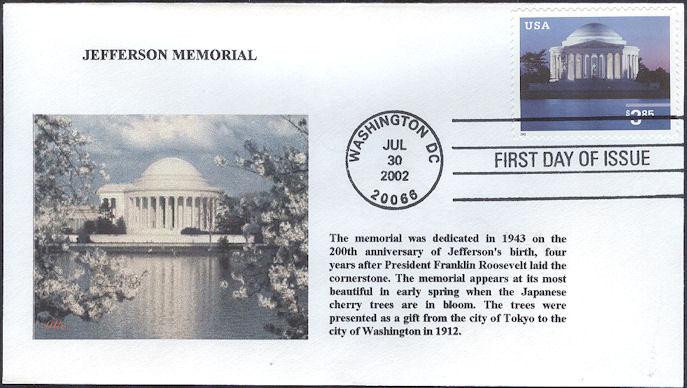 JEFFERSON MEMORIAL
USA
$3.85
WASHINGTON DC
JUL
30
2002
20066
FIRST DAY OF ISSUE
The memorial was dedicated in 1943 on the
200th anniversary of Jefferson's birth, four
years after President Franklin Roosevelt laid the
cornerstone. The memorial appears at its most
beautiful in early spring when the Japanese
cherry trees are in bloom. The trees were
presented as a gift from the city of Tokyo to the
city of Washington in 1912.